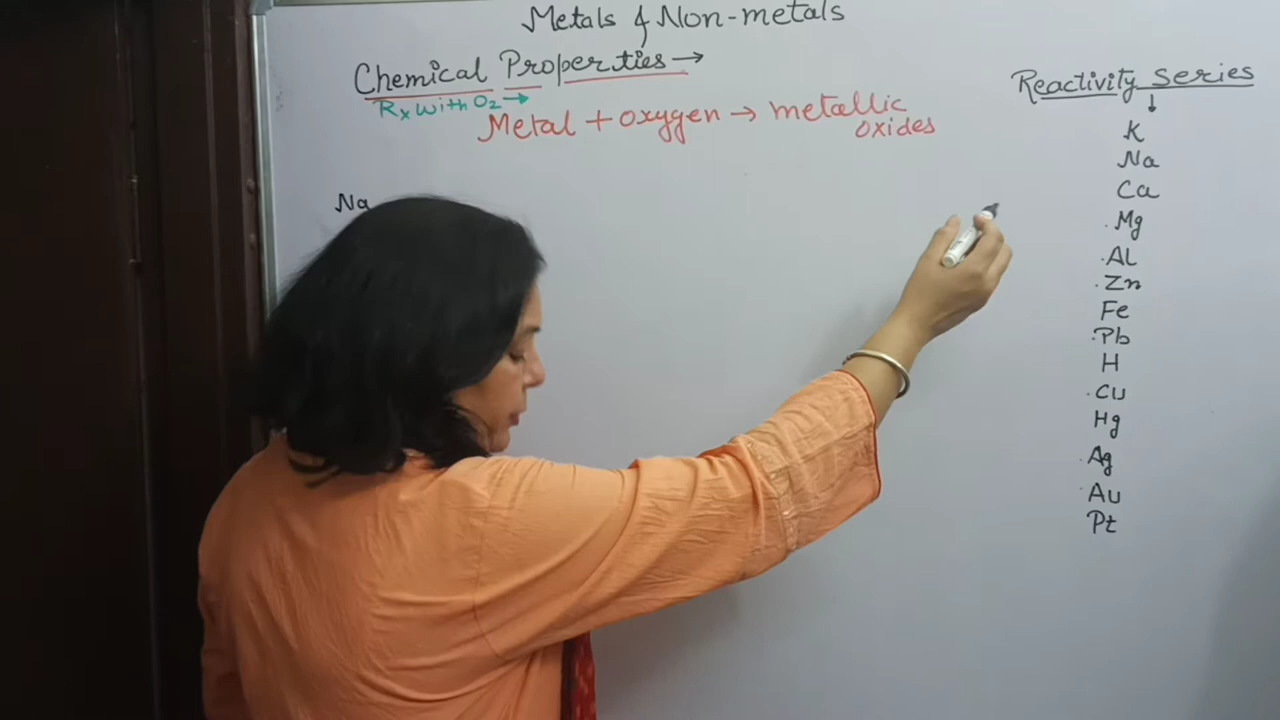 Metals & Non-metals
Chemical Properties →
Rx with O2 →
Metal + oxygen → metallic
oxides
Na
Reactivity Series
↓
K
Na
Ca
. Mg
. AL
. Zn
Fe
. Pb
H
. Cu
Hg
. Ag
. Au
Pt